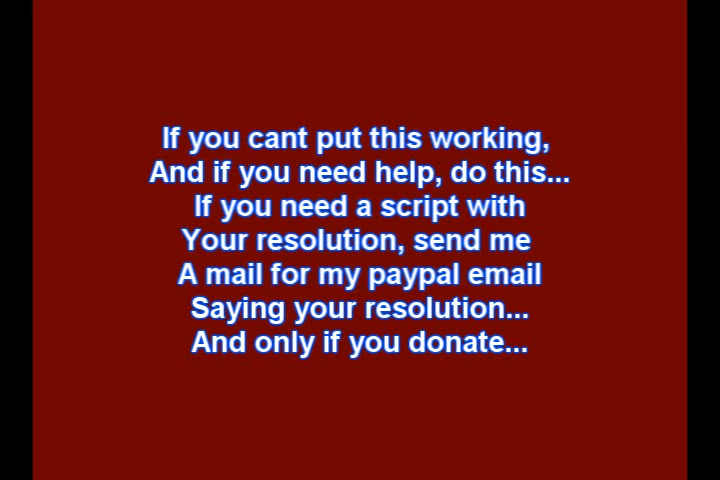 If you cant put this working,
And if you need help, do this...
If you need a script with
Your resolution, send me
A mail for my paypal email
Saying your resolution...
And only if you donate...